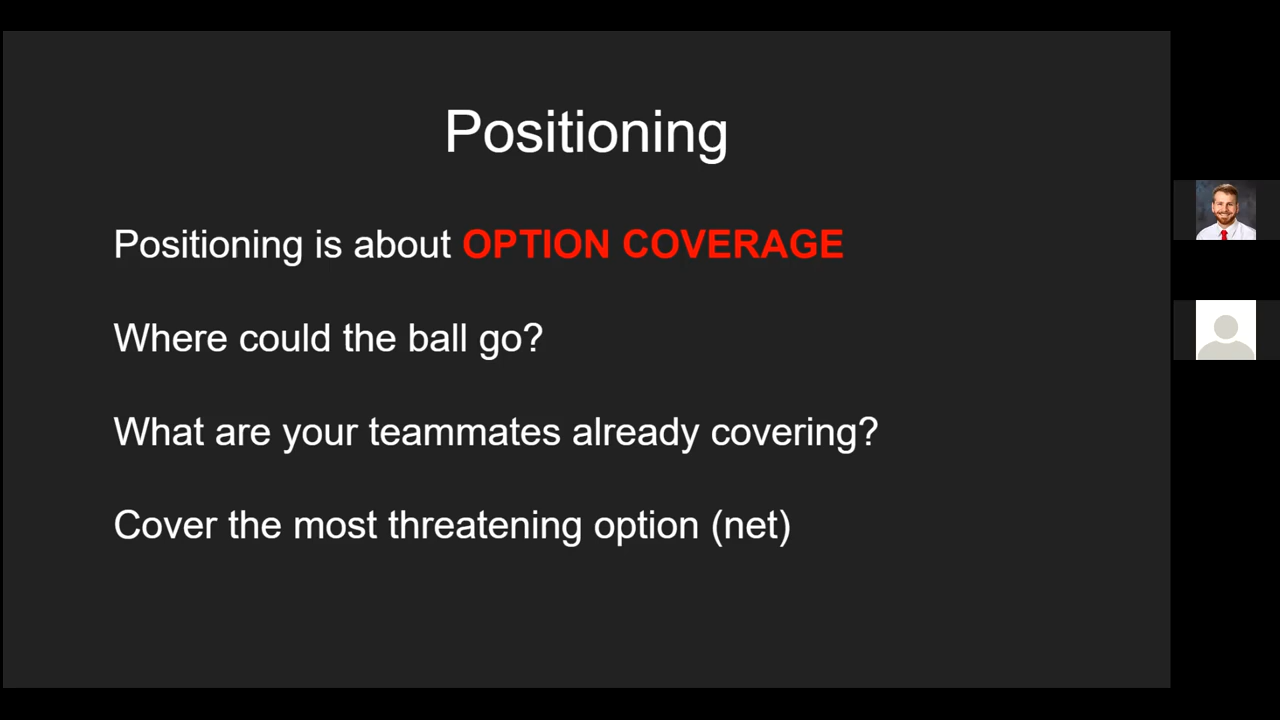 Positioning
Positioning is about OPTION COVERAGE
Where could the ball go?
What are your teammates already covering?
Cover the most threatening option (net)